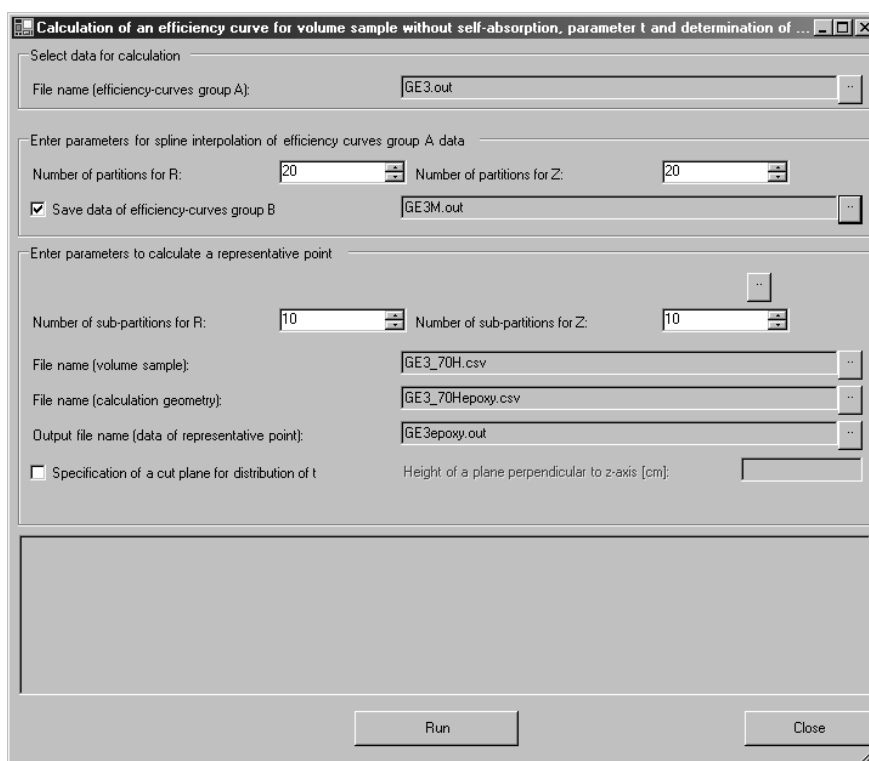 Calculation of an efficiency curve for volume sample without self-absorption, parameter t and determination of ...
Select data for calculation
File name (efficiency-curves group A): GE3.out ..
Enter parameters for spline interpolation of efficiency curves group A data
Number of partitions for R: 20 Number of partitions for Z: 20
Save data of efficiency-curves group B GE3M.out ..
Enter parameters to calculate a representative point
..
Number of sub-partitions for R: 10 Number of sub-partitions for Z: 10
File name (volume sample): GE3_70H.csv ..
File name (calculation geometry): GE3_70Hepoxy.csv ..
Output file name (data of representative point): GE3epoxy.out ..
Specification of a cut plane for distribution of t Height of a plane perpendicular to z-axis [cm]:
Run Close